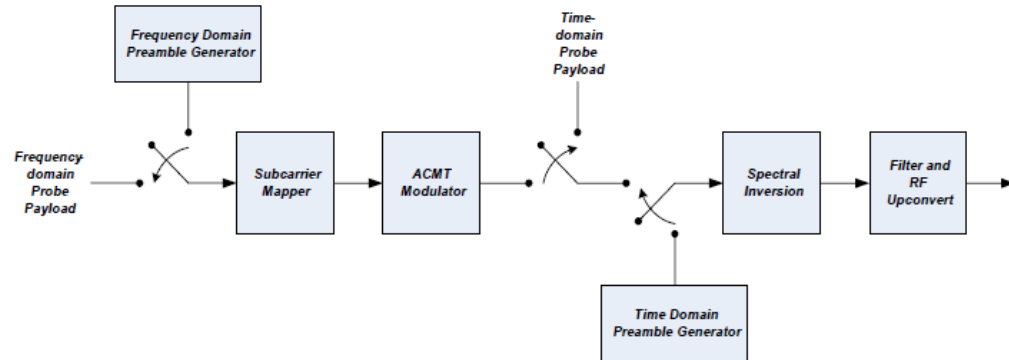 Frequency Domain
Preamble Generator
Time-
domain
Probe
Payload
Frequency-
domain
Probe
Payload
Subcarrier
Mapper
ACMT
Modulator
Spectral
Inversion
Filter and
RF
Upconvert
Time Domain
Preamble Generator